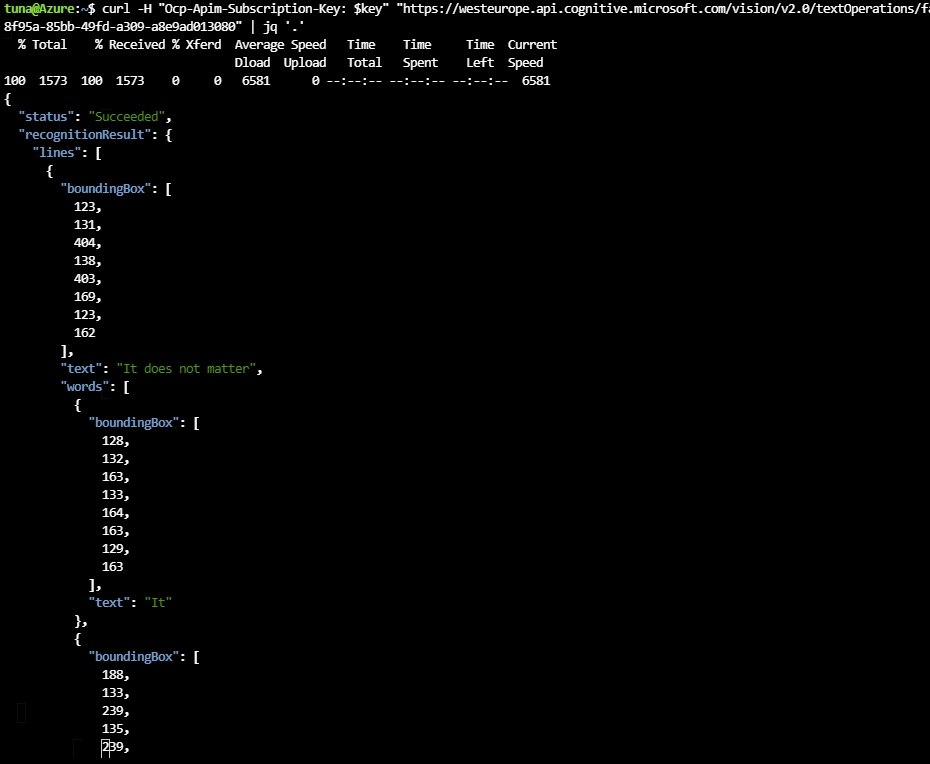 tuna@Azure:~$ curl -H "Ocp-Apim-Subscription-Key: $key" "https://westeurope.api.cognitive.microsoft.com/vision/v2.0/textOperations/fa
8f95a-85bb-49fd-a309-a8e9ad013080" | jq '.'
  % Total    % Received % Xferd  Average Speed   Time    Time     Time  Current
                                 Dload  Upload   Total   Spent    Left  Speed
100  1573  100  1573    0     0   6581      0 --:--:-- --:--:-- --:--:--  6581
{
  "status": "Succeeded",
  "recognitionResult": {
    "lines": [
      {
        "boundingBox": [
          123,
          131,
          404,
          138,
          403,
          169,
          123,
          162
        ],
        "text": "It does not matter",
        "words": [
          {
            "boundingBox": [
              128,
              132,
              163,
              133,
              164,
              163,
              129,
              163
            ],
            "text": "It"
          },
          {
            "boundingBox": [
              188,
              133,
              239,
              135,
              239,